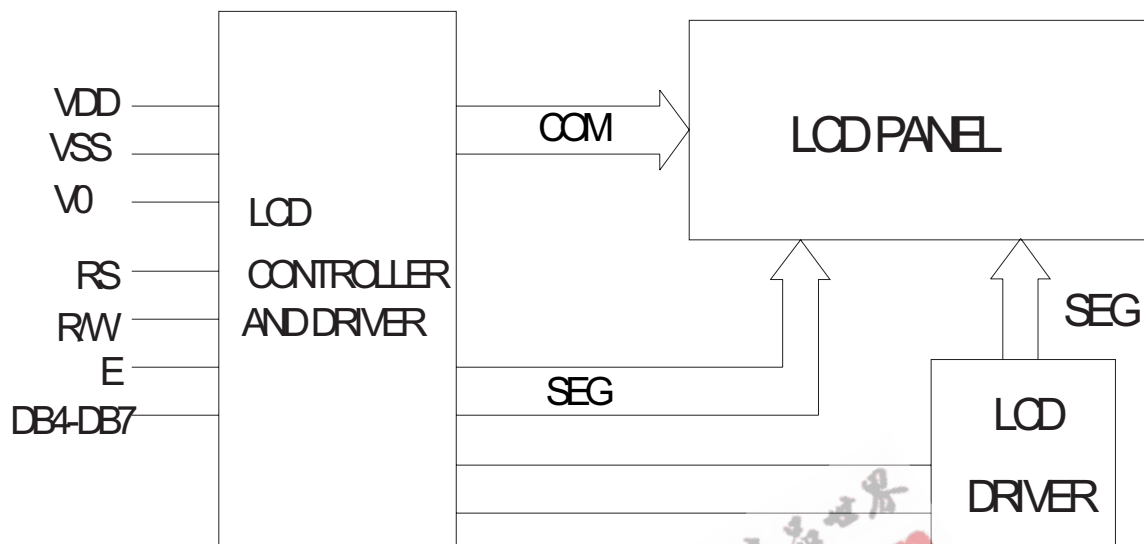 VDD
VSS
V0
RS
R/W
E
DB4-DB7
LCD
CONTROLLER
AND DRIVER
COM
SEG
LCD PANEL
SEG
LCD
DRIVER